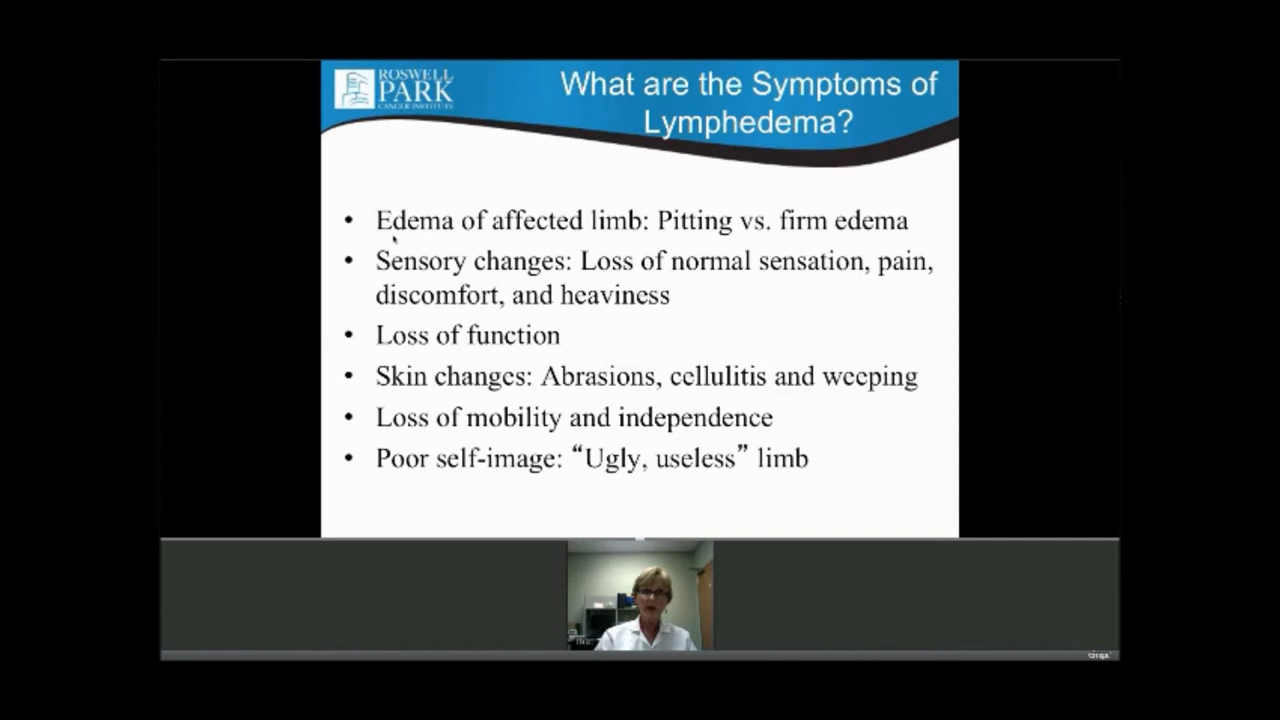 ROSWELL
PARK
CANCER INSTITUTE
What are the Symptoms of
Lymphedema?
• Edema of affected limb: Pitting vs. firm edema
• Sensory changes: Loss of normal sensation, pain,
discomfort, and heaviness
• Loss of function
• Skin changes: Abrasions, cellulitis and weeping
• Loss of mobility and independence
• Poor self-image: “Ugly, useless” limb